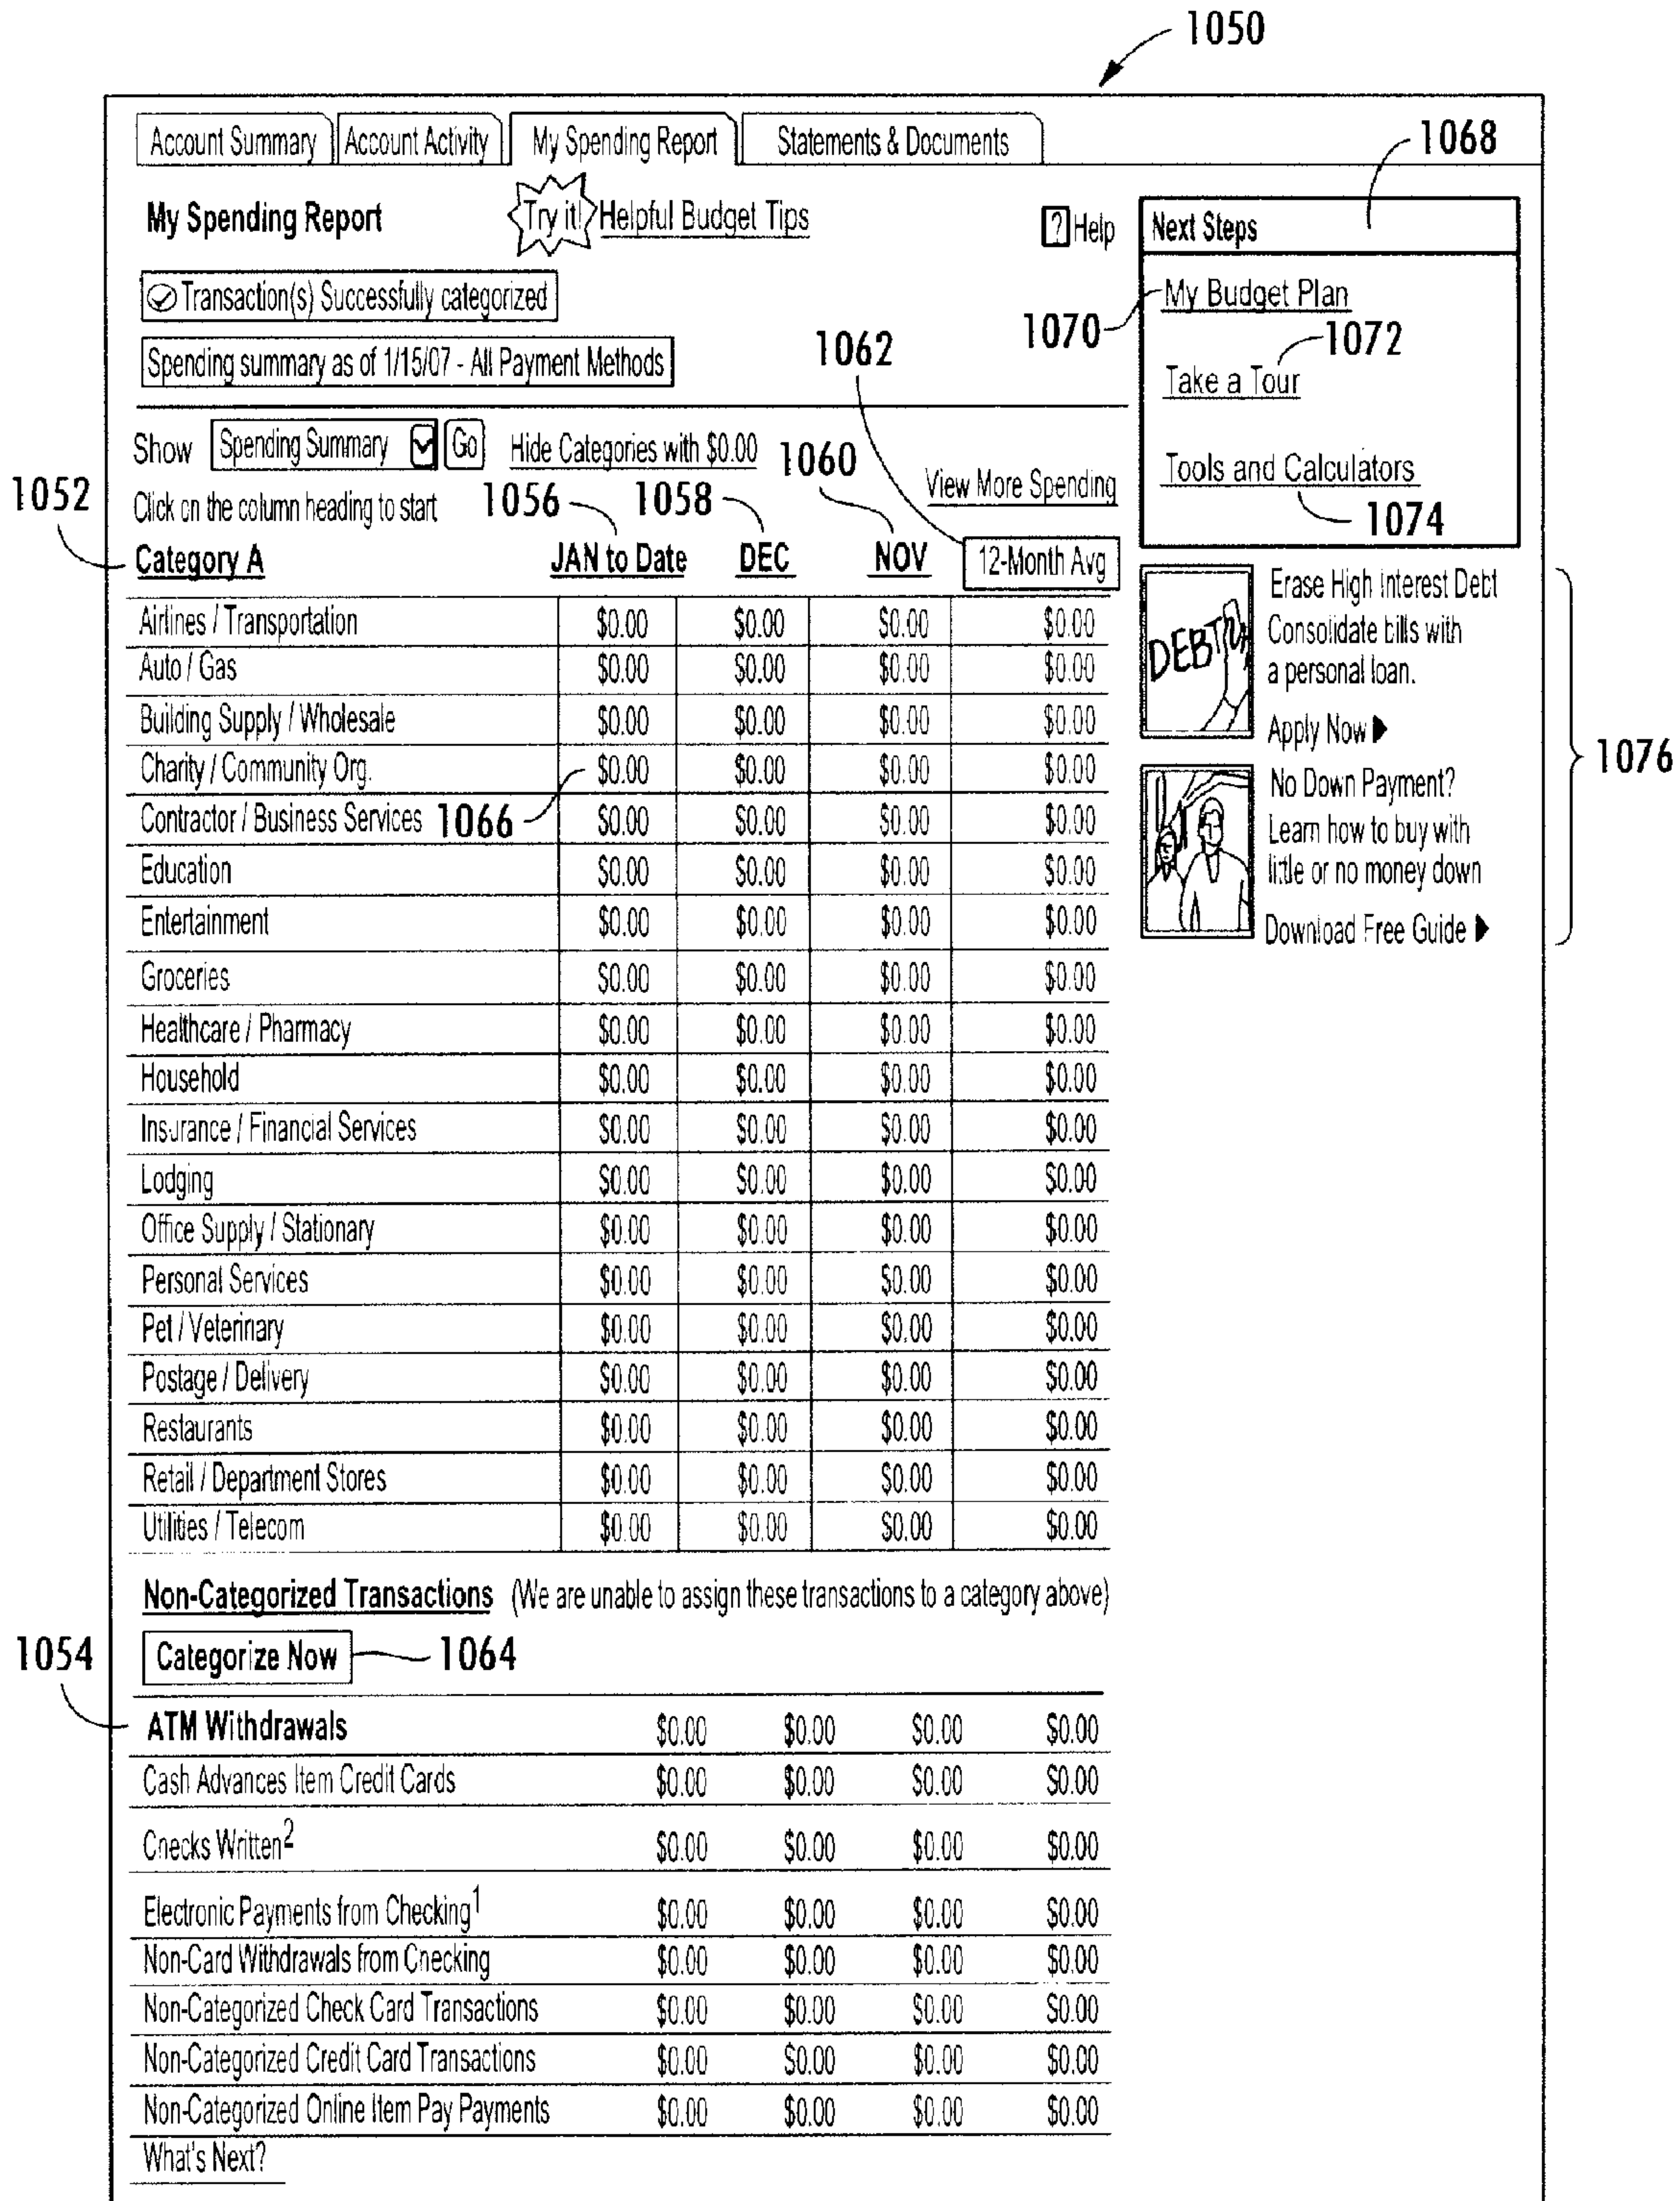 1050
Account Summary Account Activity My Spending Report Statements & Documents
1068
My Spending Report Try it! Helpful Budget Tips ? Help
Next Steps
My Budget Plan
1070
1072
Take a Tour
Tools and Calculators
1074
Transaction(s) Successfully categorized
Spending summary as of 1/15/07 - All Payment Methods
1062
Show Spending Summary Go Hide Categories with $0.00
1060
View More Spending
1052
Click on the column heading to start
1056 1058
Category A JAN to Date DEC NOV 12-Month Avg
Airlines / Transportation $0.00 $0.00 $0.00 $0.00
Auto / Gas $0.00 $0.00 $0.00 $0.00
Building Supply / Wholesale $0.00 $0.00 $0.00 $0.00
Charity / Community Org. $0.00 $0.00 $0.00 $0.00
Contractor / Business Services 1066 $0.00 $0.00 $0.00 $0.00
Education $0.00 $0.00 $0.00 $0.00
Entertainment $0.00 $0.00 $0.00 $0.00
Groceries $0.00 $0.00 $0.00 $0.00
Healthcare / Pharmacy $0.00 $0.00 $0.00 $0.00
Household $0.00 $0.00 $0.00 $0.00
Insurance / Financial Services $0.00 $0.00 $0.00 $0.00
Lodging $0.00 $0.00 $0.00 $0.00
Office Supply / Stationary $0.00 $0.00 $0.00 $0.00
Personal Services $0.00 $0.00 $0.00 $0.00
Pet / Veterinary $0.00 $0.00 $0.00 $0.00
Postage / Delivery $0.00 $0.00 $0.00 $0.00
Restaurants $0.00 $0.00 $0.00 $0.00
Retail / Department Stores $0.00 $0.00 $0.00 $0.00
Utilities / Telecom $0.00 $0.00 $0.00 $0.00
DEBT
Erase High Interest Debt
Consolidate bills with
a personal loan.
Apply Now
1076
No Down Payment?
Learn how to buy with
little or no money down
Download Free Guide
Non-Categorized Transactions (We are unable to assign these transactions to a category above)
1054
Categorize Now 1064
ATM Withdrawals $0.00 $0.00 $0.00 $0.00
Cash Advances Item Credit Cards $0.00 $0.00 $0.00 $0.00
Checks Written2 $0.00 $0.00 $0.00 $0.00
Electronic Payments from Checking1 $0.00 $0.00 $0.00 $0.00
Non-Card Withdrawals from Checking $0.00 $0.00 $0.00 $0.00
Non-Categorized Check Card Transactions $0.00 $0.00 $0.00 $0.00
Non-Categorized Credit Card Transactions $0.00 $0.00 $0.00 $0.00
Non-Categorized Online Item Pay Payments $0.00 $0.00 $0.00 $0.00
What's Next?